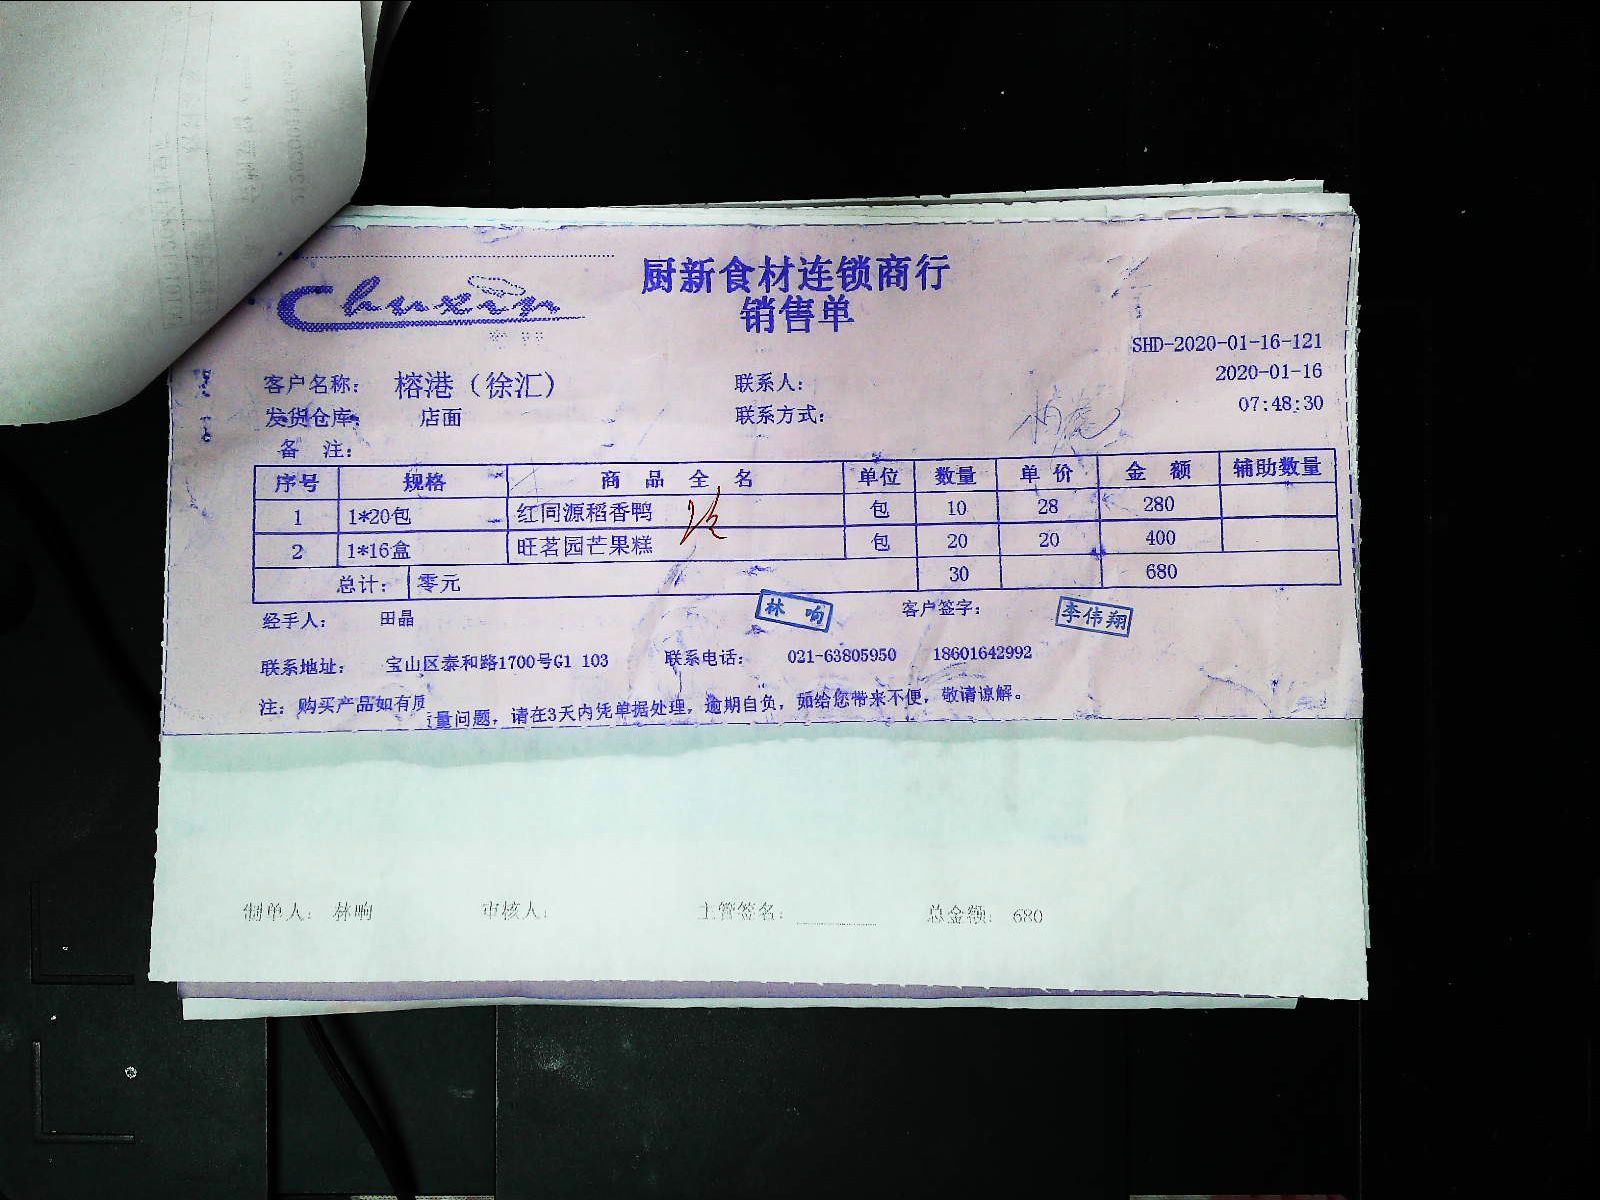 Chuxin
厨新食材连锁商行
销售单
SHD-2020-01-16-121
2020-01-16
07:48:30
客户名称: 榕港（徐汇） 联系人:
发货仓库: 店面 联系方式:
备 注:
序号 规格 商 品 全 名 单位 数量 单 价 金 额 辅助数量
1 1*20包 红同源稻香鸭 包 10 28 280
2 1*16盒 旺茗园芒果糕 包 20 20 400
总计: 零元 30 680
经手人: 田晶 林 响 客户签字: 李伟翔
联系地址: 宝山区泰和路1700号G1 103 联系电话: 021-63805950 18601642992
注: 购买产品如有质量问题，请在3天内凭单据处理，逾期自负，如给您带来不便，敬请谅解。
制单人: 林响 审核人: 主管签名: 总金额: 680